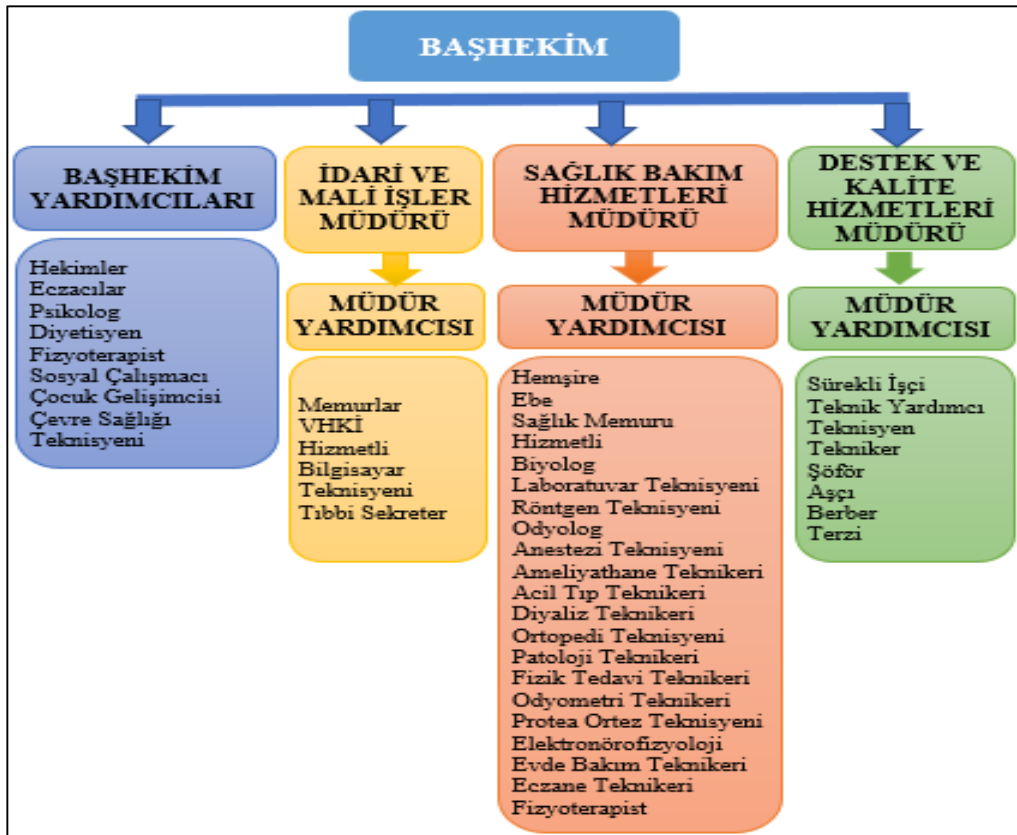 BAŞHEKİM
BAŞHEKİM
YARDIMCILARI
Hekimler
Eczacılar
Psikolog
Diyetisyen
Fizyoterapist
Sosyal Çalışmacı
Çocuk Gelişimcisi
Çevre Sağlığı
Teknisyeni
İDARİ VE
MALİ İŞLER
MÜDÜRÜ
MÜDÜR
YARDIMCISI
Memurlar
VHKİ
Hizmetli
Bilgisayar
Teknisyeni
Tıbbi Sekreter
SAĞLIK BAKIM
HİZMETLERİ
MÜDÜRÜ
MÜDÜR
YARDIMCISI
Hemşire
Ebe
Sağlık Memuru
Hizmetli
Biyolog
Laboratuvar Teknisyeni
Röntgen Teknisyeni
Odyolog
Anestezi Teknisyeni
Ameliyathane Teknikeri
Acil Tıp Teknikeri
Diyaliz Teknikeri
Ortopedi Teknisyeni
Patoloji Teknikeri
Fizik Tedavi Teknikeri
Odyometri Teknikeri
Protea Ortez Teknisyeni
Elektronörofizyoloji
Evde Bakım Teknikeri
Eczane Teknikeri
Fizyoterapist
DESTEK VE
KALİTE
HİZMETLERİ
MÜDÜRÜ
MÜDÜR
YARDIMCISI
Sürekli İşçi
Teknik Yardımcı
Teknisyen
Tekniker
Şöför
Aşçı
Berber
Terzi